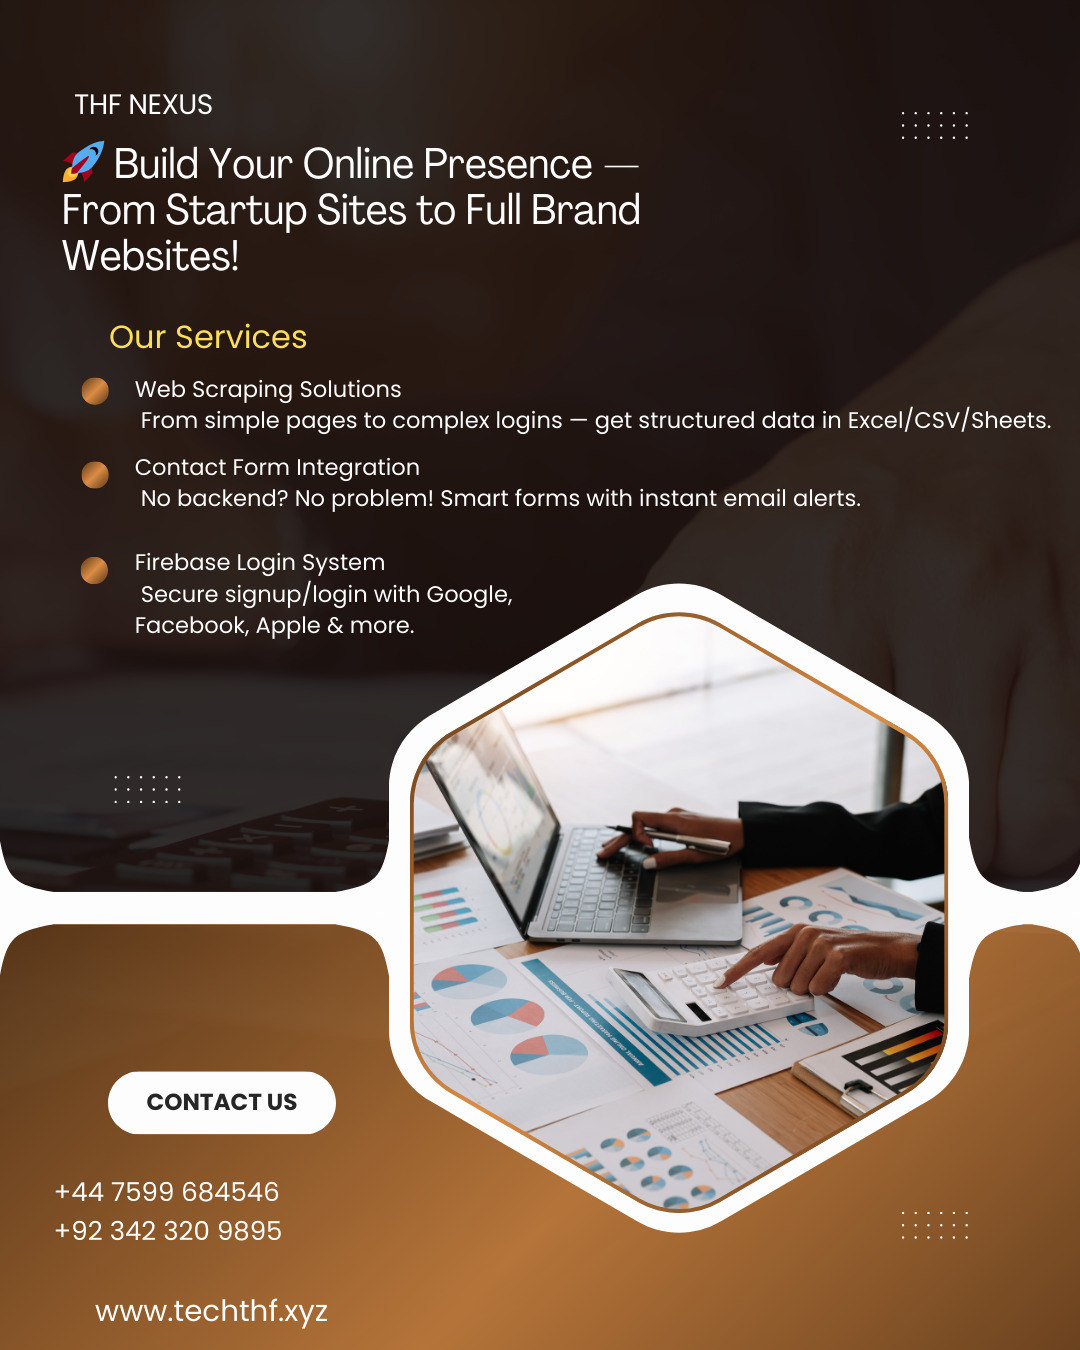 THF NEXUS
🚀 Build Your Online Presence —
From Startup Sites to Full Brand
Websites!
Our Services
Web Scraping Solutions
From simple pages to complex logins — get structured data in Excel/CSV/Sheets.
Contact Form Integration
No backend? No problem! Smart forms with instant email alerts.
Firebase Login System
Secure signup/login with Google,
Facebook, Apple & more.
CONTACT US
+44 7599 684546
+92 342 320 9895
www.techthf.xyz